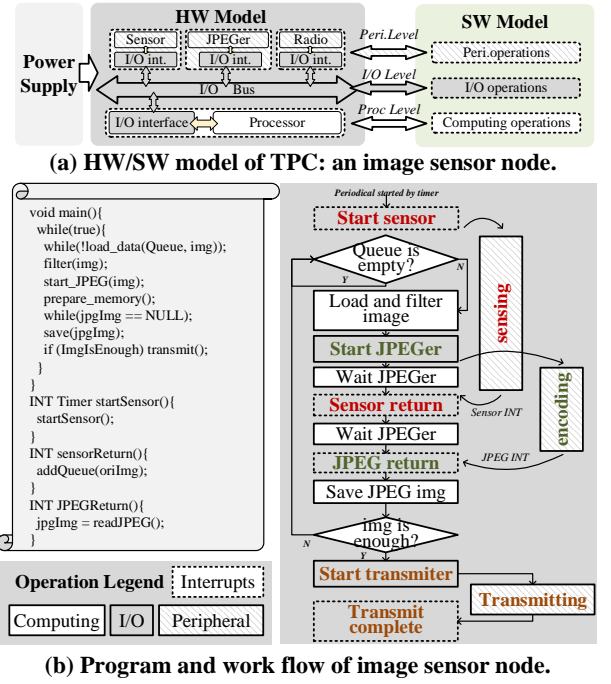 HW Model
SW Model
Power
Supply
Sensor
JPEGer
Radio
I/O int.
I/O int.
I/O int.
I/O Bus
I/O interface
Processor
Peri.Level
I/O Level
Proc Level
Peri.operations
I/O operations
Computing operations
(a) HW/SW model of TPC: an image sensor node.
void main(){
while(true){
while(!load_data(Queue, img));
filter(img);
start_JPEG(img);
prepare_memory();
while(jpgImg == NULL);
save(jpgImg);
if (ImgIsEnough) transmit();
}
}
INT Timer startSensor(){
startSensor();
}
INT sensorReturn(){
addQueue(oriImg);
}
INT JPEGReturn(){
jpgImg = readJPEG();
}
Operation Legend
Interrupts
Computing
I/O
Peripheral
Periodical started by timer
Start sensor
Queue is
empty?
Y
N
Load and filter
image
Start JPEGer
Wait JPEGer
Sensor return
Sensor INT
Wait JPEGer
JPEG return
JPEG INT
Save JPEG img
img is
enough?
N
Y
Start transmiter
Transmitting
Transmit
complete
sensing
encoding
(b) Program and work flow of image sensor node.